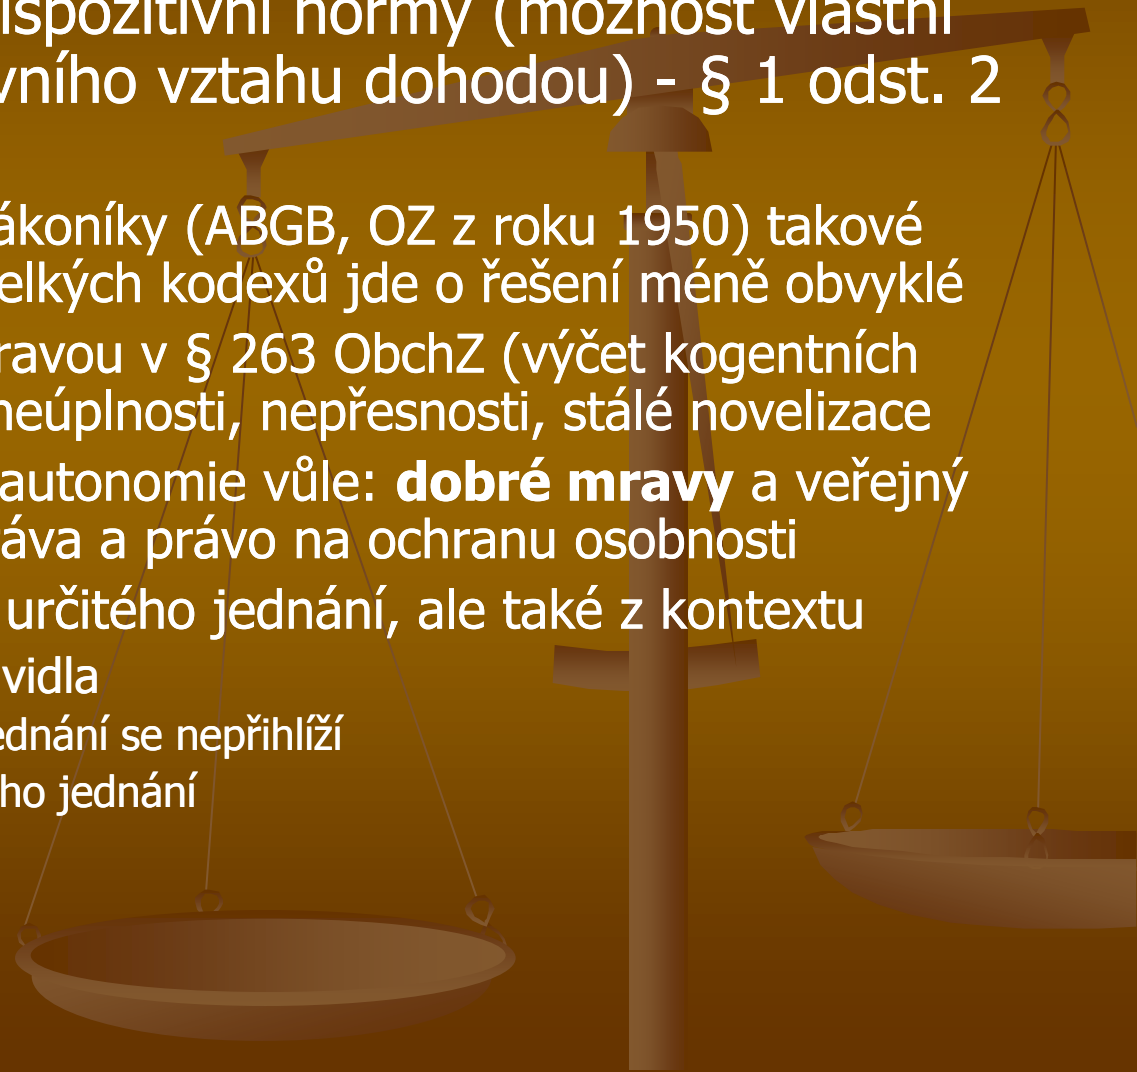 ispozitivní normy (možnost vlastní
vního vztahu dohodou) - § 1 odst. 2
ákoníky (ABGB, OZ z roku 1950) takové
elkých kodexů jde o řešení méně obvyklé
ravou v § 263 ObchZ (výčet kogentních
neúplnosti, nepřesnosti, stálé novelizace
autonomie vůle: dobré mravy a veřejný
áva a právo na ochranu osobnosti
určitého jednání, ale také z kontextu
vidla
ednání se nepřihlíží
ho jednání